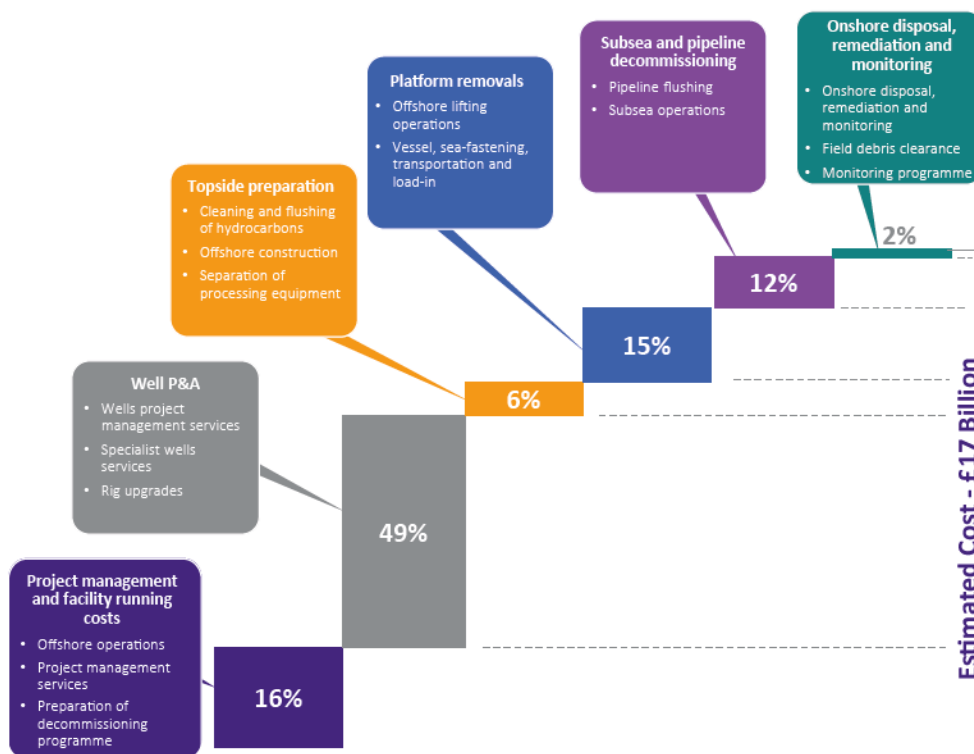 Onshore disposal,
remediation and
monitoring
• Onshore disposal,
remediation and
monitoring
• Field debris clearance
• Monitoring programme
Subsea and pipeline
decommissioning
• Pipeline flushing
• Subsea operations
Platform removals
• Offshore lifting
operations
• Vessel, sea-fastening,
transportation and
load-in
Topside preparation
• Cleaning and flushing
of hydrocarbons
• Offshore construction
• Separation of
processing equipment
Well P&A
• Wells project
management services
• Specialist wells
services
• Rig upgrades
Project management
and facility running
costs
• Offshore operations
• Project management
services
• Preparation of
decommissioning
programme
2%
12%
15%
6%
49%
16%
Estimated Cost - £17 Billion